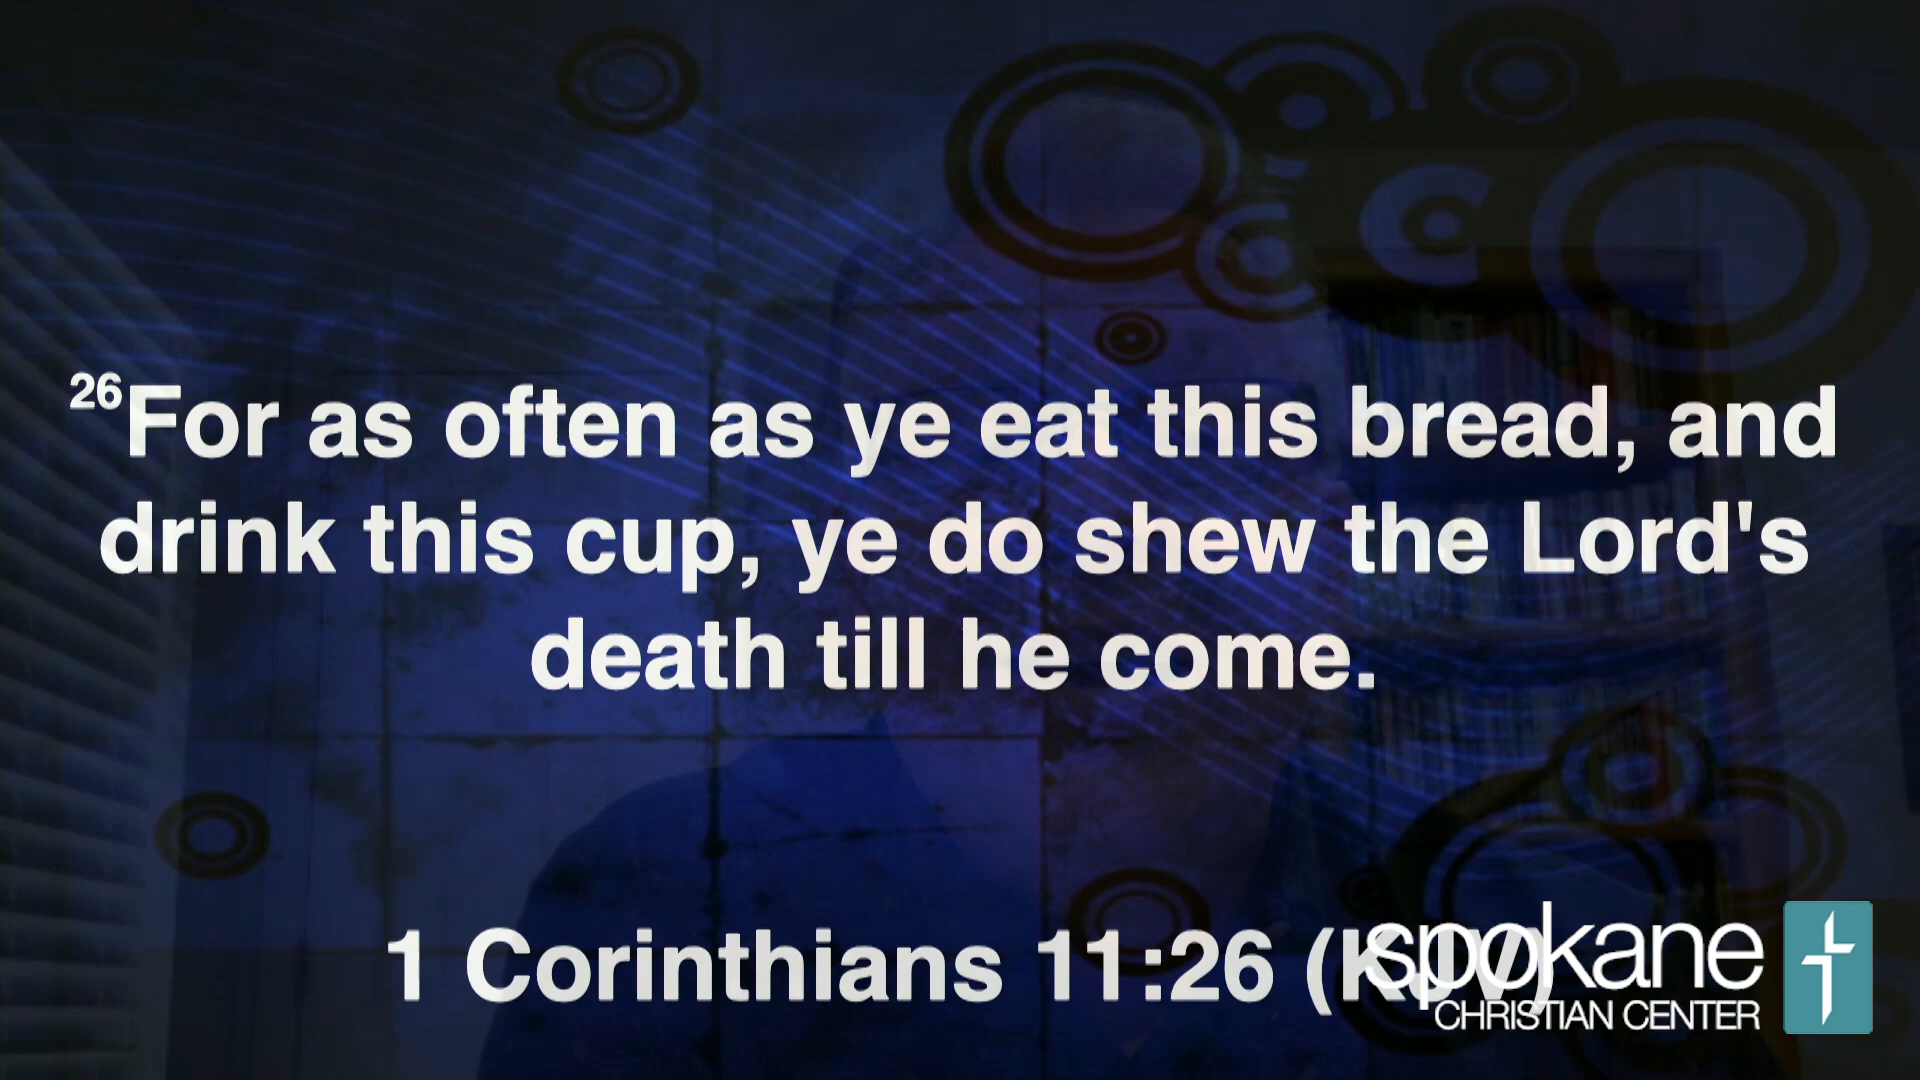 26For as often as ye eat this bread, and
drink this cup, ye do shew the Lord's
death till he come.
1 Corinthians 11:26 (KJV)
spokane
CHRISTIAN CENTER